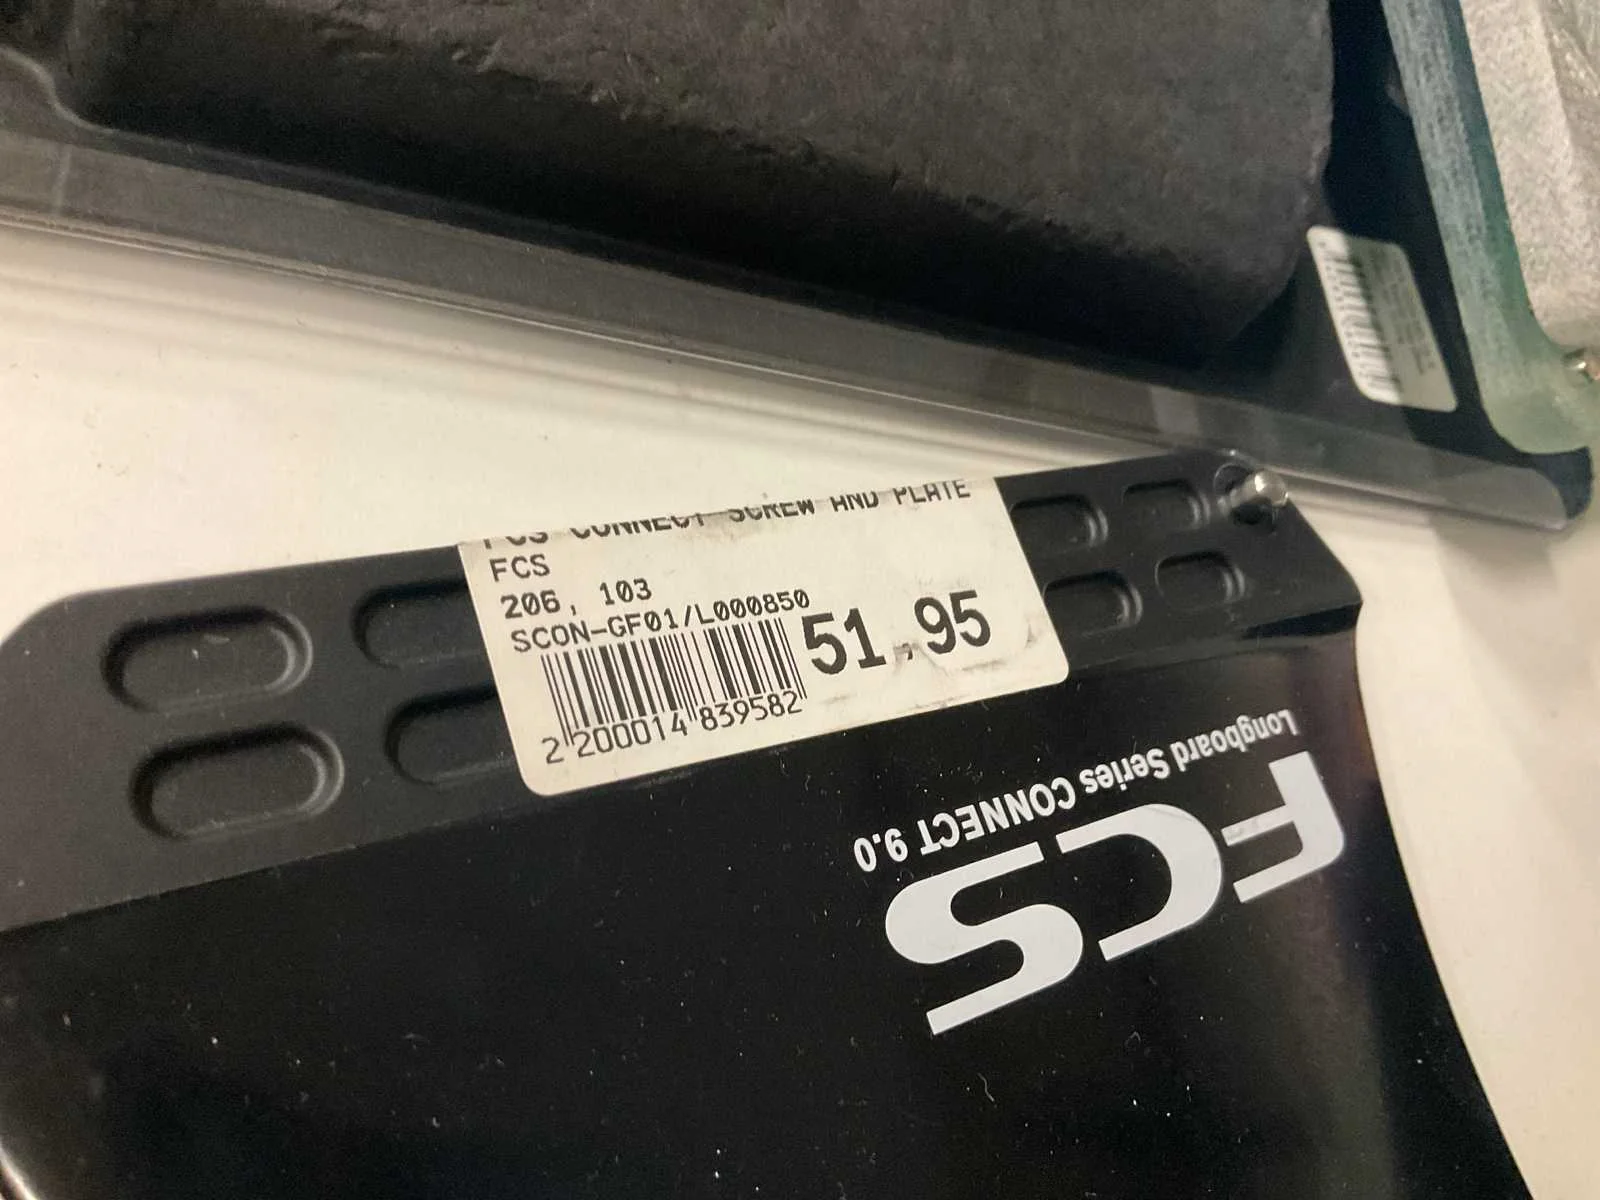 FCS CONNECT SCREW AND PLATE
FCS
206, 103
SCON-GF01/L000850
51,95
2 200014 839582
Longboard Series CONNECT 9.0
FCS